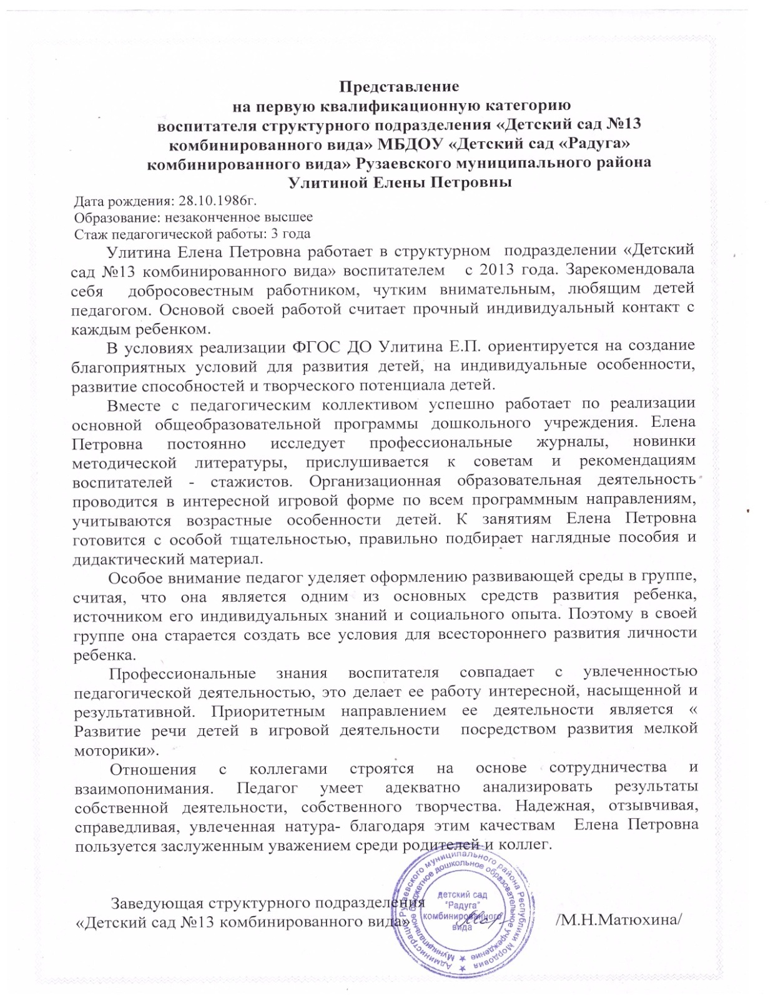 Представление
на первую квалификационную категорию
воспитателя структурного подразделения «Детский сад №13
комбинированного вида» МБДОУ «Детский сад «Радуга»
комбинированного вида» Рузаевского муниципального района
Улитиной Елены Петровны
Дата рождения: 28.10.1986г.
Образование: незаконченное высшее
Стаж педагогической работы: 3 года
Улитина Елена Петровна работает в структурном подразделении «Детский
сад №13 комбинированного вида» воспитателем с 2013 года. Зарекомендовала
себя добросовестным работником, чутким внимательным, любящим детей
педагогом. Основой своей работой считает прочный индивидуальный контакт с
каждым ребенком.
В условиях реализации ФГОС ДО Улитина Е.П. ориентируется на создание
благоприятных условий для развития детей, на индивидуальные особенности,
развитие способностей и творческого потенциала детей.
Вместе с педагогическим коллективом успешно работает по реализации
основной общеобразовательной программы дошкольного учреждения. Елена
Петровна постоянно исследует профессиональные журналы, новинки
методической литературы, прислушивается к советам и рекомендациям
воспитателей - стажистов. Организационная образовательная деятельность
проводится в интересной игровой форме по всем программным направлениям,
учитываются возрастные особенности детей. К занятиям Елена Петровна
готовится с особой тщательностью, правильно подбирает наглядные пособия и
дидактический материал.
Особое внимание педагог уделяет оформлению развивающей среды в группе,
считая, что она является одним из основных средств развития ребенка,
источником его индивидуальных знаний и социального опыта. Поэтому в своей
группе она старается создать все условия для всестороннего развития личности
ребенка.
Профессиональные знания воспитателя совпадает с увлеченностью
педагогической деятельностью, это делает ее работу интересной, насыщенной и
результативной. Приоритетным направлением ее деятельности является «
Развитие речи детей в игровой деятельности посредством развития мелкой
моторики».
Отношения с коллегами строятся на основе сотрудничества и
взаимопонимания. Педагог умеет адекватно анализировать результаты
собственной деятельности, собственного творчества. Надежная, отзывчивая,
справедливая, увлеченная натура- благодаря этим качествам Елена Петровна
пользуется заслуженным уважением среди родителей и коллег.
Заведующая структурного подразделения
«Детский сад №13 комбинированного вида» /М.Н.Матюхина/
Администрация Рузаевского муниципального района Республики Мордовия
Муниципальное бюджетное дошкольное образовательное учреждение
детский сад
"Радуга"
комбинированного
вида